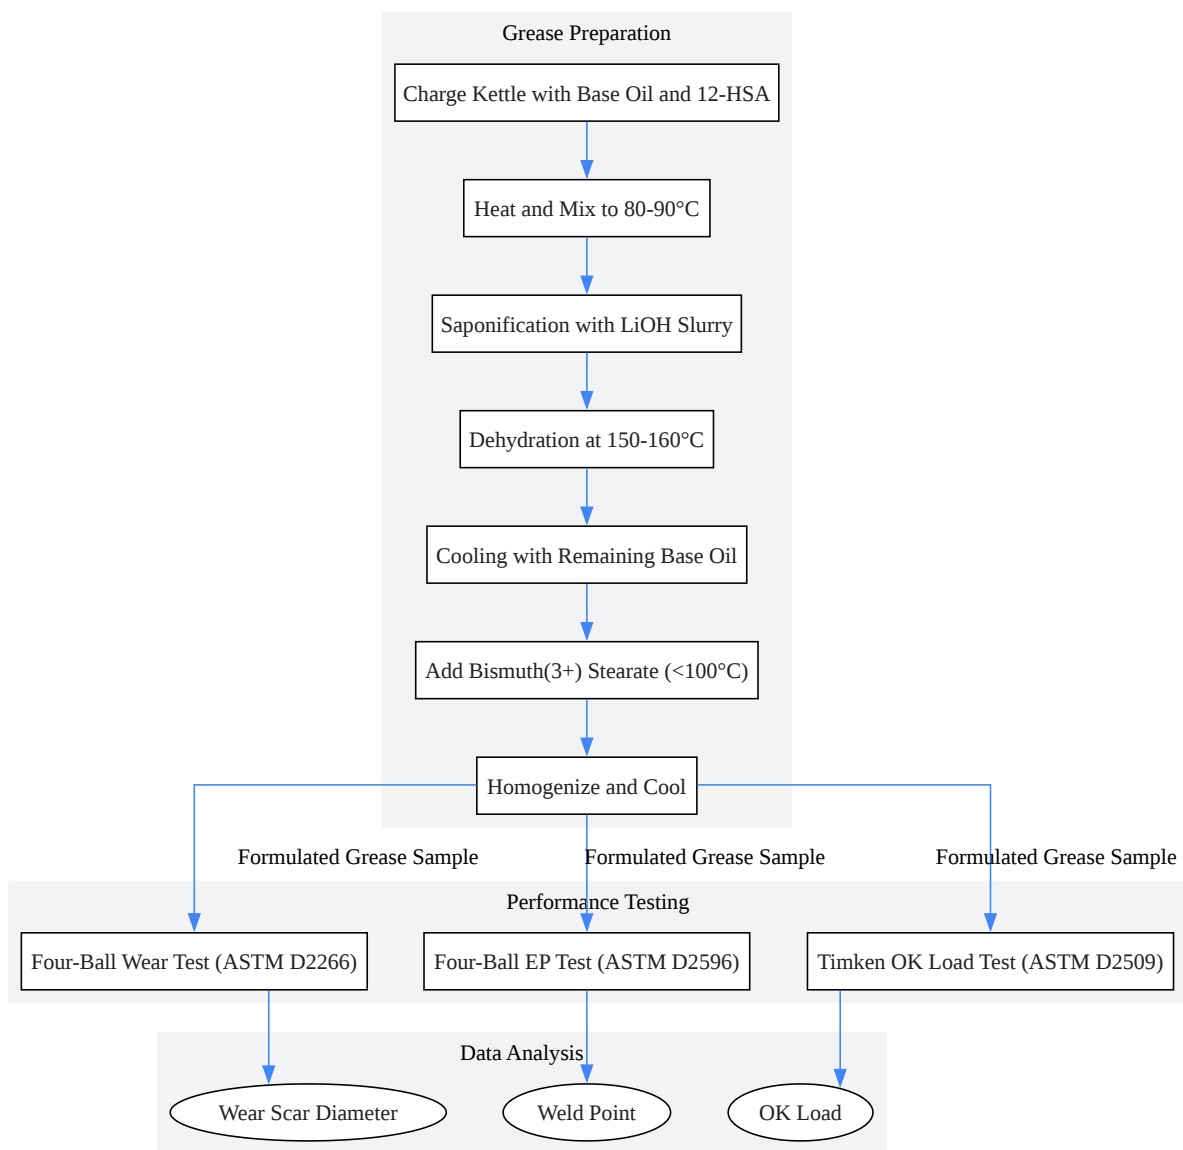 Grease Preparation
Charge Kettle with Base Oil and 12-HSA
Heat and Mix to 80-90°C
Saponification with LiOH Slurry
Dehydration at 150-160°C
Cooling with Remaining Base Oil
Add Bismuth(3+) Stearate (<100°C)
Homogenize and Cool
Formulated Grease Sample
Formulated Grease Sample
Formulated Grease Sample
Performance Testing
Four-Ball Wear Test (ASTM D2266)
Four-Ball EP Test (ASTM D2596)
Timken OK Load Test (ASTM D2509)
Data Analysis
Wear Scar Diameter
Weld Point
OK Load